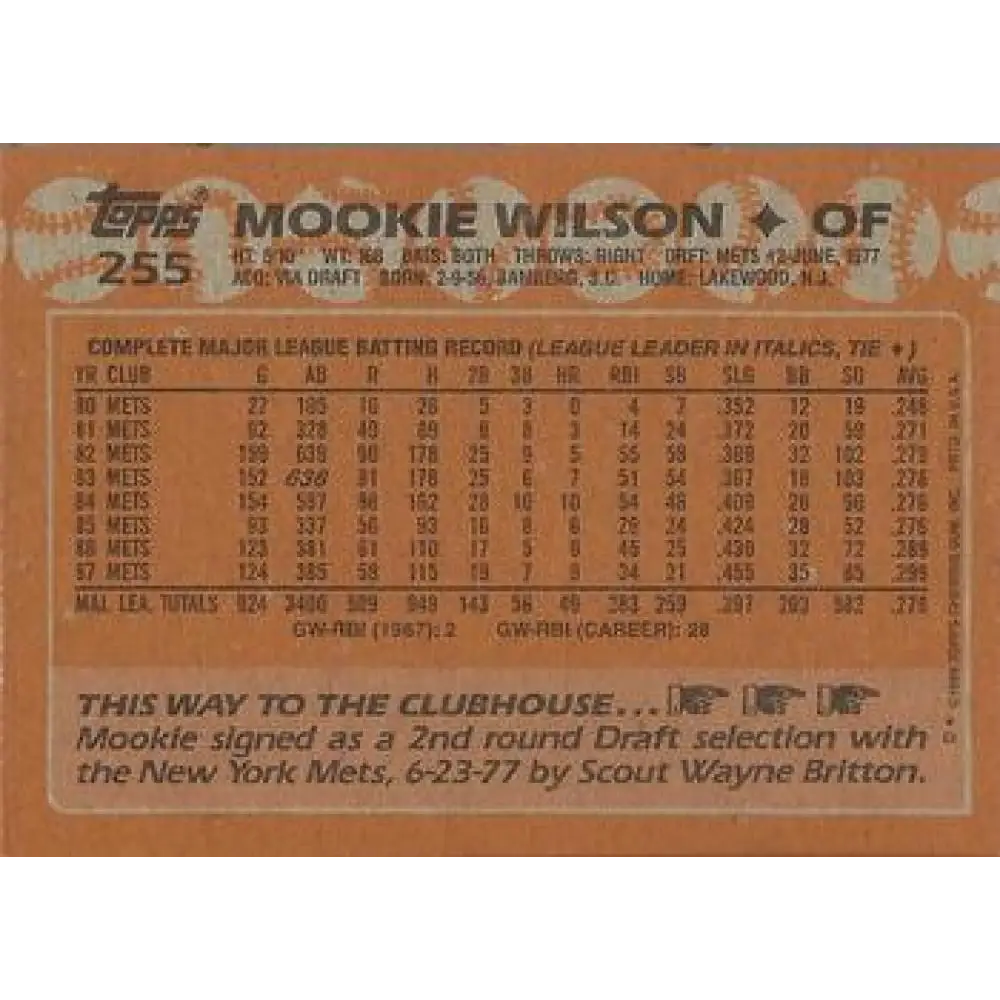 topps MOOKIE WILSON ✦ OF
255 HT: 5'10" WT: 168 BATS: BOTH THROWS: RIGHT DRFT: METS #2-JUNE, 1977
ACQ: VIA DRAFT BORN: 2-9-56, BAMBERG, S.C. HOME: LAKEWOOD, N.J.
COMPLETE MAJOR LEAGUE BATTING RECORD (LEAGUE LEADER IN ITALICS, TIE ♦)
YR CLUB G AB R H 2B 3B HR RBI SB SLG BB SO AVG
80 METS 27 105 16 26 5 3 0 4 7 .352 12 19 .248
81 METS 92 328 49 89 8 8 3 14 24 .372 20 59 .271
82 METS 159 639 90 178 25 9 5 55 58 .369 32 102 .279
83 METS 152 638 91 176 25 6 7 51 54 .367 18 103 .276
84 METS 154 587 88 162 28 10 10 54 46 .409 26 90 .276
85 METS 93 337 56 93 16 8 6 26 24 .424 28 52 .276
86 METS 123 381 61 110 17 5 9 45 25 .430 32 72 .289
87 METS 124 385 58 115 19 7 9 34 21 .455 35 85 .299
MAJ. LEA. TOTALS 924 3400 509 949 143 56 49 283 259 .397 203 582 .279
GW-RBI (1987): 2 GW-RBI (CAREER): 28
THIS WAY TO THE CLUBHOUSE...
Mookie signed as a 2nd round Draft selection with
the New York Mets, 6-23-77 by Scout Wayne Britton.